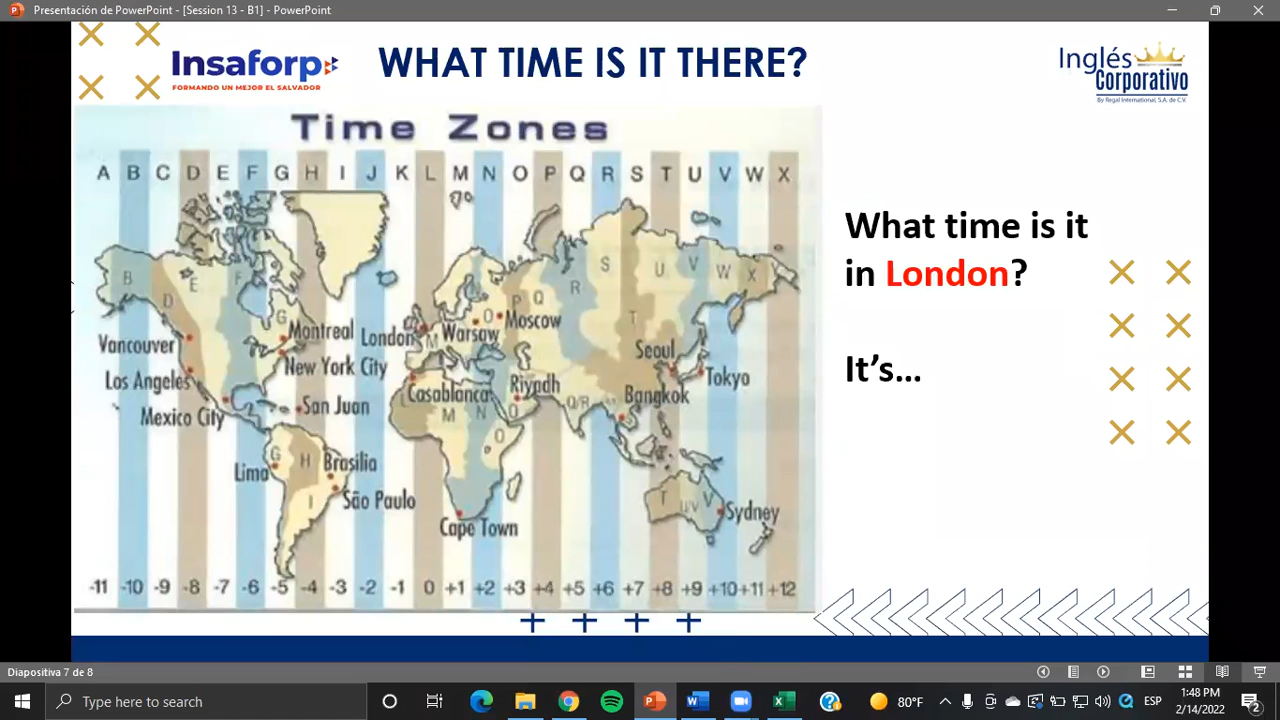 Presentación de PowerPoint - [Session 13 - B1] - PowerPoint
Insaforp
FORMANDO UN MEJOR EL SALVADOR
WHAT TIME IS IT THERE?
Inglés
Corporativo
By Regal International, S.A. de C.V.
Time Zones
A B C D E F G H I J K L M N O P Q R S T U V W X
B D E F G
S R Q P O
U V W X
T
M
Montreal
London
Warsaw
Moscow
Vancouver
New York City
Seoul
Los Angeles
Casablanca
Riyadh
Tokyo
Mexico City
San Juan
Bangkok
M N O Q/R
O
G H I
Lima
Brasilia
São Paulo
Cape Town
T U/V V
Sydney
-11 -10 -9 -8 -7 -6 -5 -4 -3 -2 -1 0 +1 +2 +3 +4 +5 +6 +7 +8 +9 +10 +11 +12
What time is it
in London?
It's...
Diapositiva 7 de 8
Type here to search
80°F
ESP
1:48 PM
2/14/2022
2